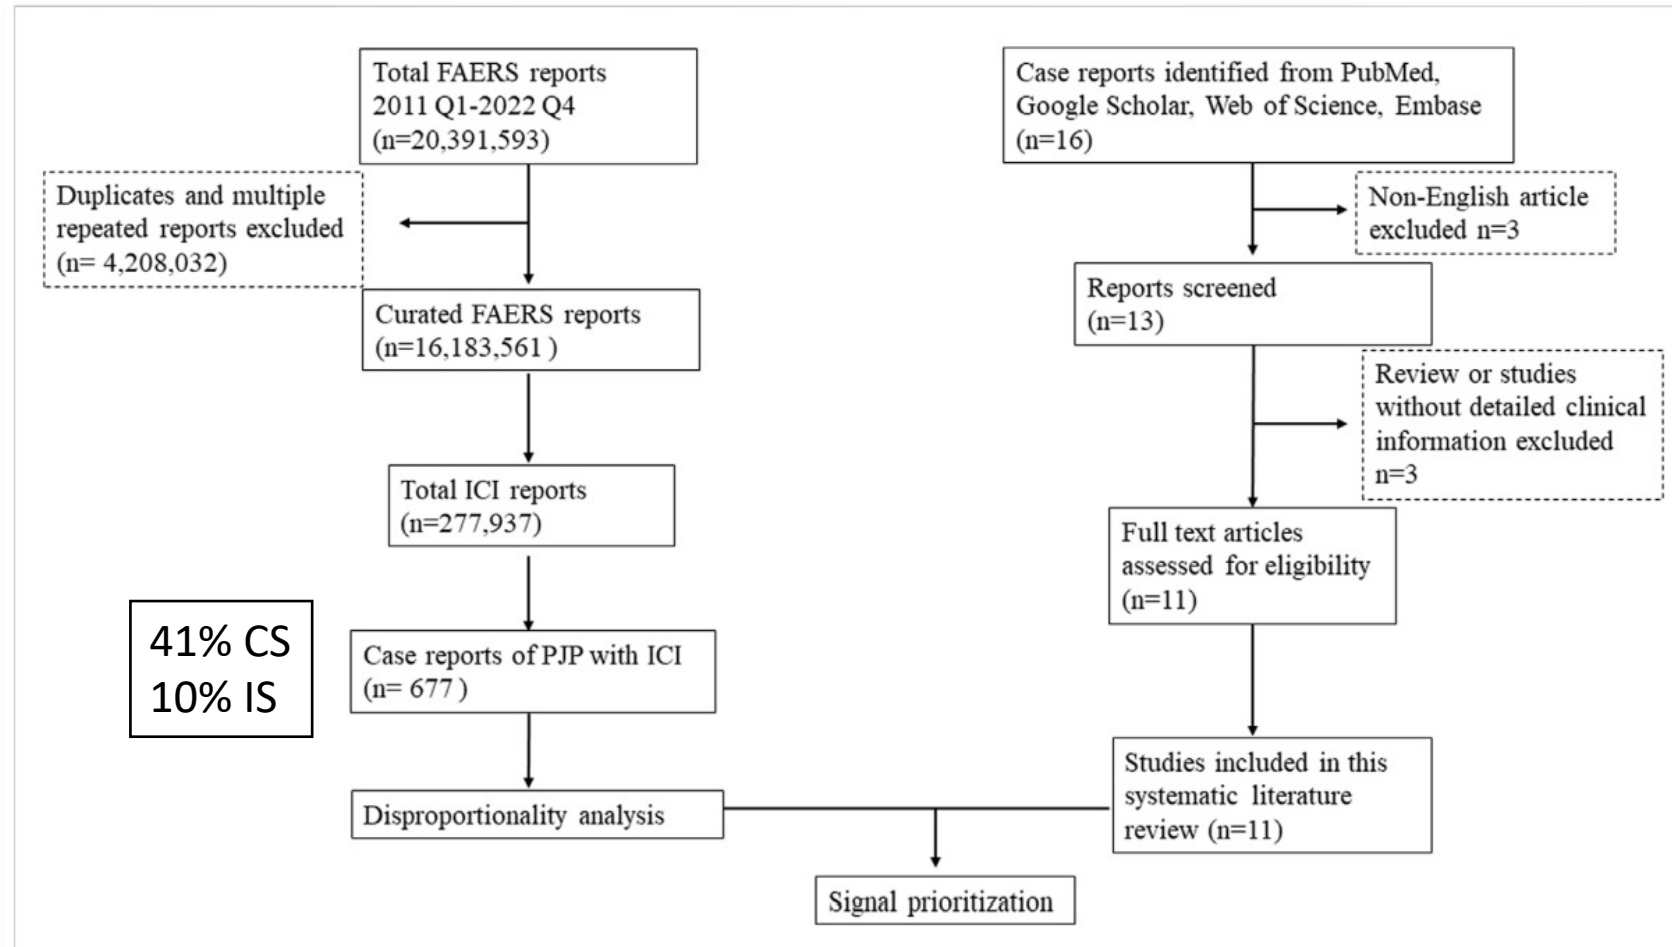 Total FAERS reports
2011 Q1-2022 Q4
(n=20,391,593)
Duplicates and multiple
repeated reports excluded
(n= 4,208,032)
Curated FAERS reports
(n=16,183,561 )
Total ICI reports
(n=277,937)
41% CS
10% IS
Case reports of PJP with ICI
(n= 677 )
Disproportionality analysis
Case reports identified from PubMed,
Google Scholar, Web of Science, Embase
(n=16)
Non-English article
excluded n=3
Reports screened
(n=13)
Review or studies
without detailed clinical
information excluded
n=3
Full text articles
assessed for eligibility
(n=11)
Studies included in this
systematic literature
review (n=11)
Signal prioritization